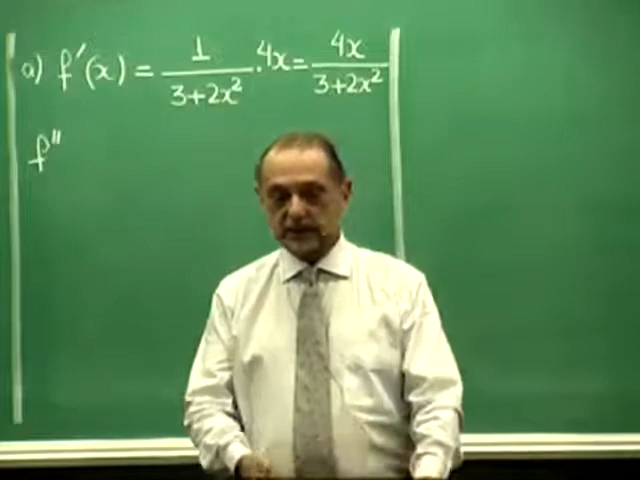 a) f'(x) = 1/(3+2x²) · 4x = 4x/(3+2x²)
f"